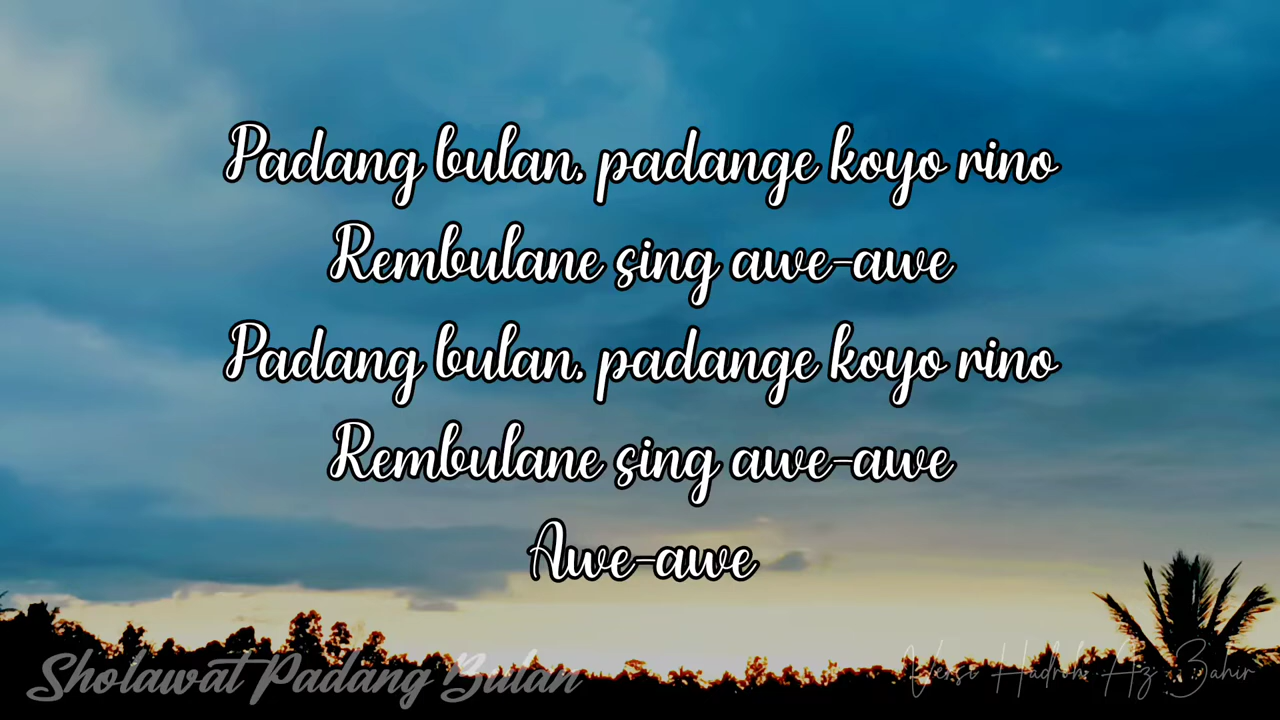 Padang bulan, padange koyo rino
Rembulane sing awe-awe
Padang bulan, padange koyo rino
Rembulane sing awe-awe
Awe-awe
Sholawat Padang Bulan
Versi Hadroh Az Zahir